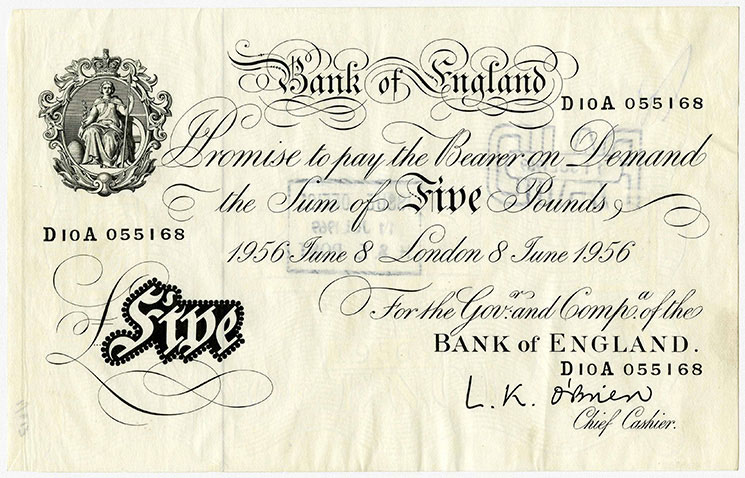 Bank of England
D10A 055168
I Promise to pay the Bearer on Demand
the Sum of Five Pounds
D10A 055168
1956 June 8 London 8 June 1956
£Five
For the Govr. and Compa. of the
BANK of ENGLAND.
D10A 055168
L. K. O'Brien
Chief Cashier.